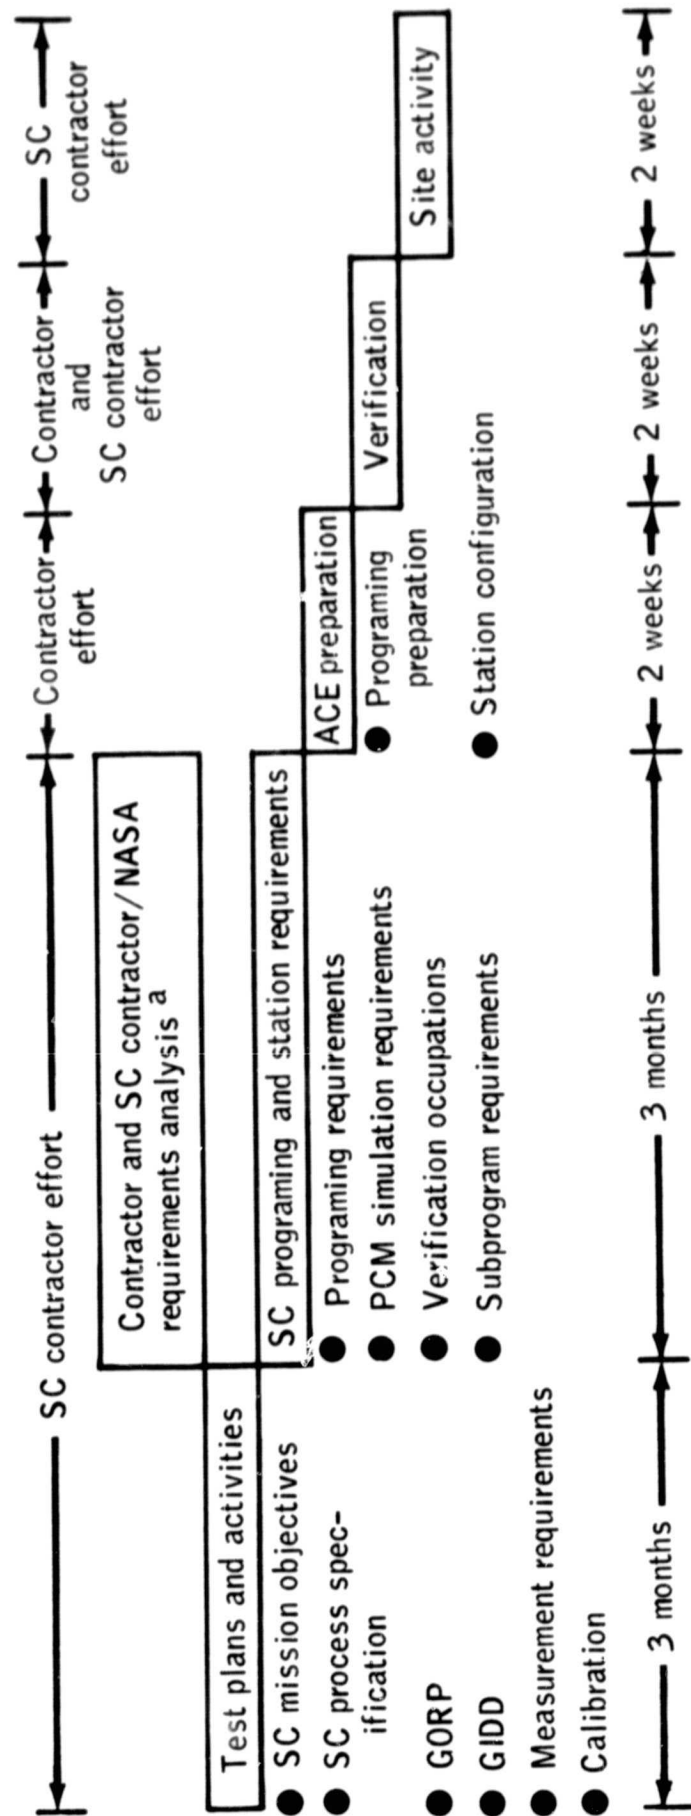 SC contractor effort
Contractor
effort
Contractor
and
SC contractor
effort
SC
contractor
effort
Contractor and SC contractor/NASA
requirements analysis a
Test plans and activities
SC mission objectives
SC process spec-
ification
GORP
GIDD
Measurement requirements
Calibration
SC programing and station requirements
Programing requirements
PCM simulation requirements
Verification occupations
Subprogram requirements
ACE preparation
Programing
preparation
Station configuration
Verification
Site activity
3 months
3 months
2 weeks
2 weeks
2 weeks